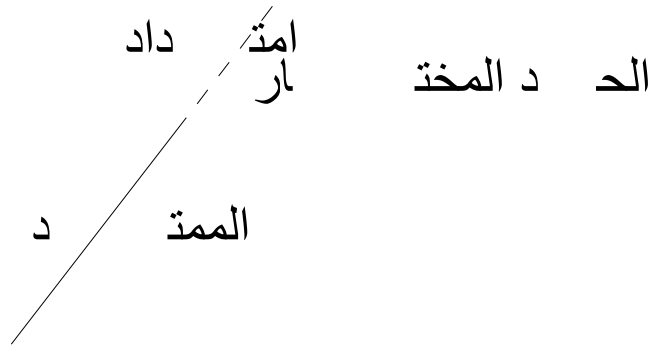 امتداد
الحد المختار
الممتد